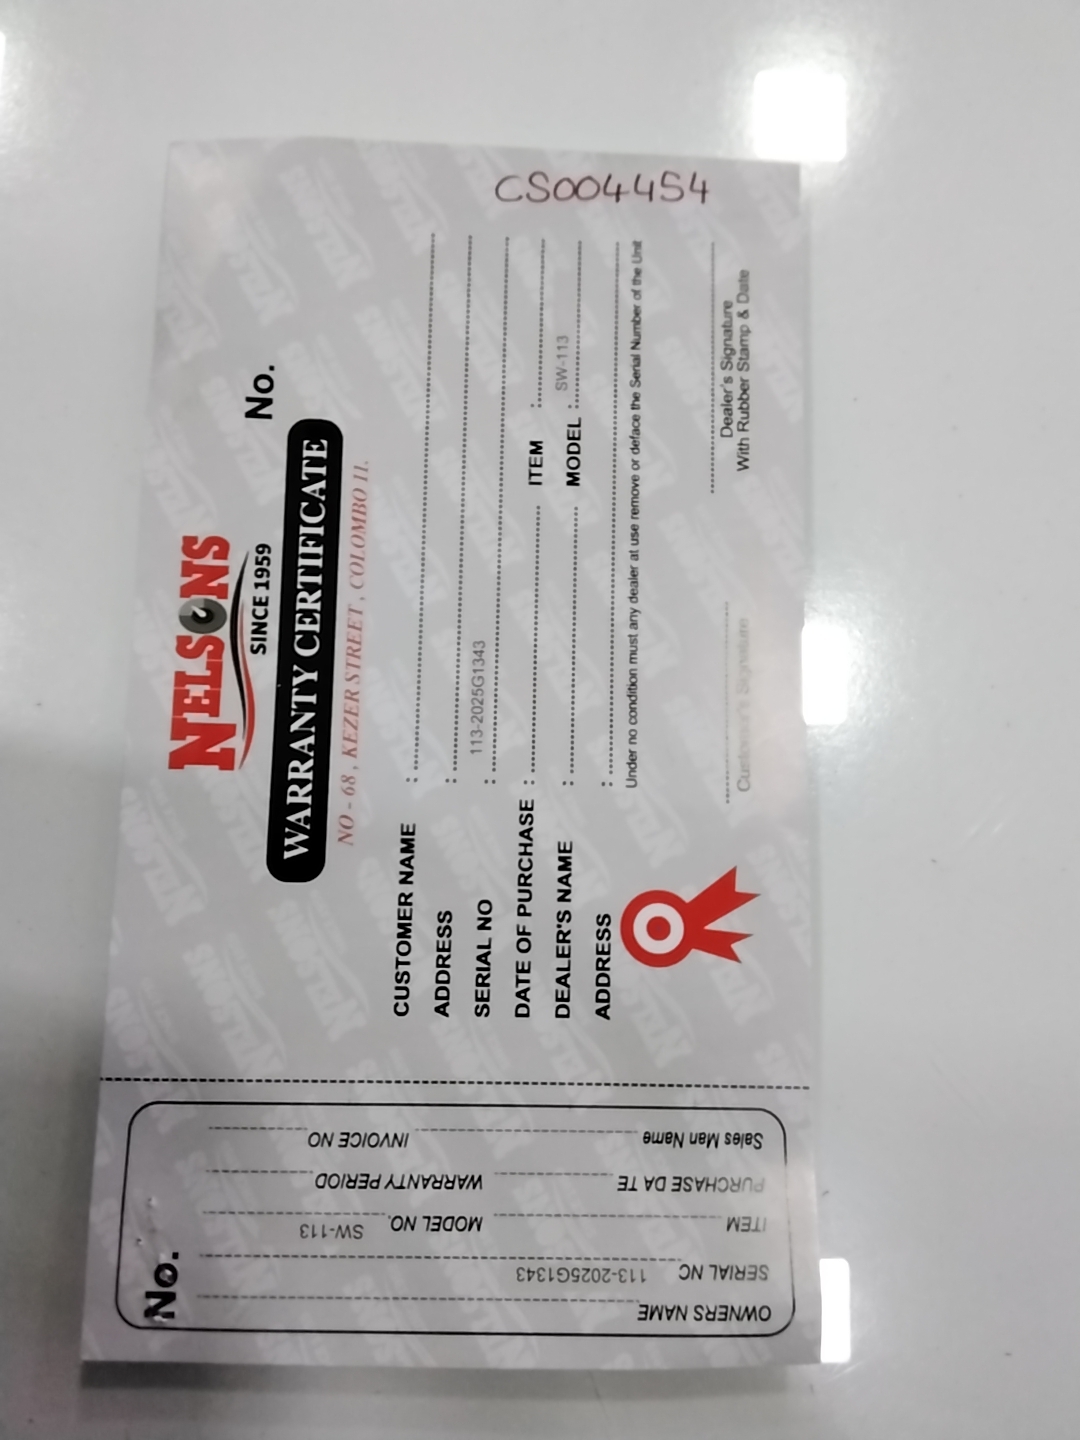 CS004454
NELSONS
SINCE 1959
No.
WARRANTY CERTIFICATE
NO - 68 , KEZER STREET , COLOMBO 11.
CUSTOMER NAME :
ADDRESS :
SERIAL NO : 113-2025G1343
DATE OF PURCHASE : ITEM :
DEALER'S NAME : MODEL : SW-113
ADDRESS :
Under no condition must any dealer at use remove or deface the Serial Number of the Unit
Customer's Signature
Dealer's Signature
With Rubber Stamp & Date
No.
OWNERS NAME
SERIAL NO 113-2025G1343
ITEM MODEL NO. SW-113
PURCHASE DATE WARRANTY PERIOD
Sales Man Name INVOICE NO